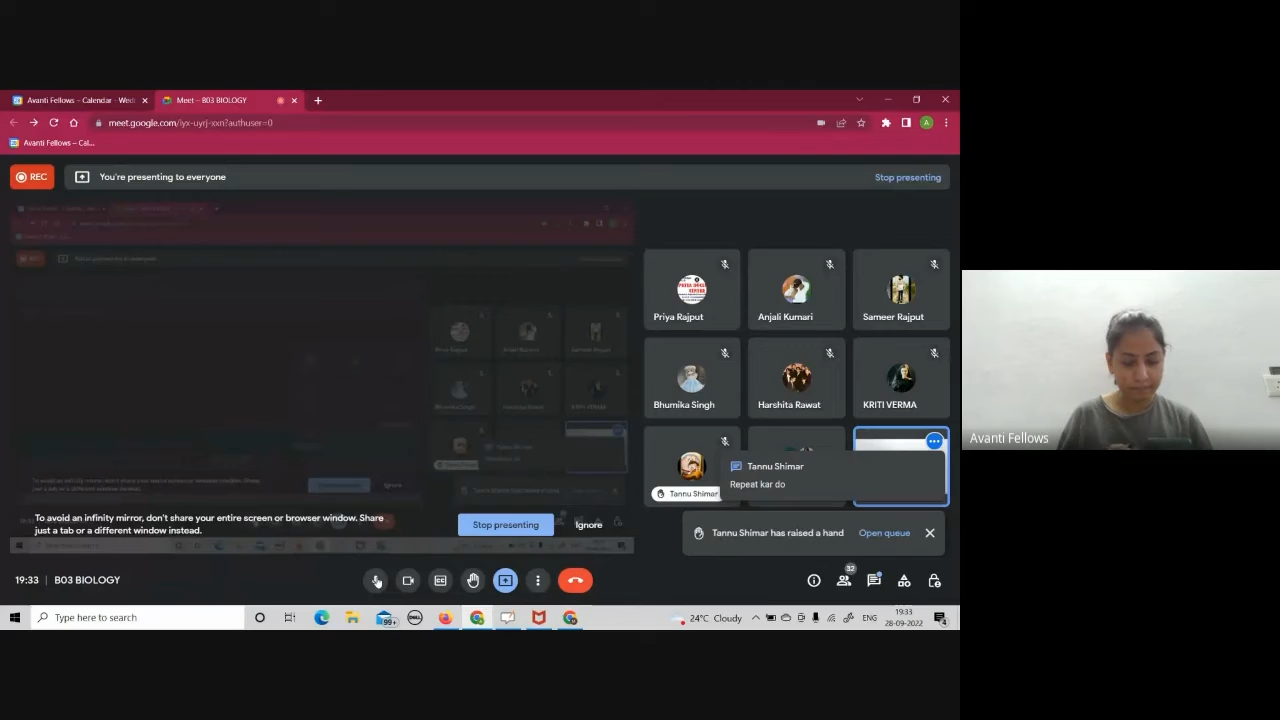 Avanti Fellows – Calendar – Wed
Meet – B03 BIOLOGY
meet.google.com/iyx-uyrj-xxn?authuser=0
Avanti Fellows – Cal...
REC
You're presenting to everyone
Stop presenting
Priya Rajput
Anjali Kumari
Sameer Rajput
Bhumika Singh
Harshita Rawat
KRITI VERMA
Avanti Fellows
Tannu Shimar
Tannu Shimar
Repeat kar do
To avoid an infinity mirror, don't share your entire screen or browser window. Share
just a tab or a different window instead.
Stop presenting
Ignore
Tannu Shimar has raised a hand
Open queue
19:33 | B03 BIOLOGY
32
Type here to search
99+
DELL
24°C Cloudy
ENG
19:33
28-09-2022
4